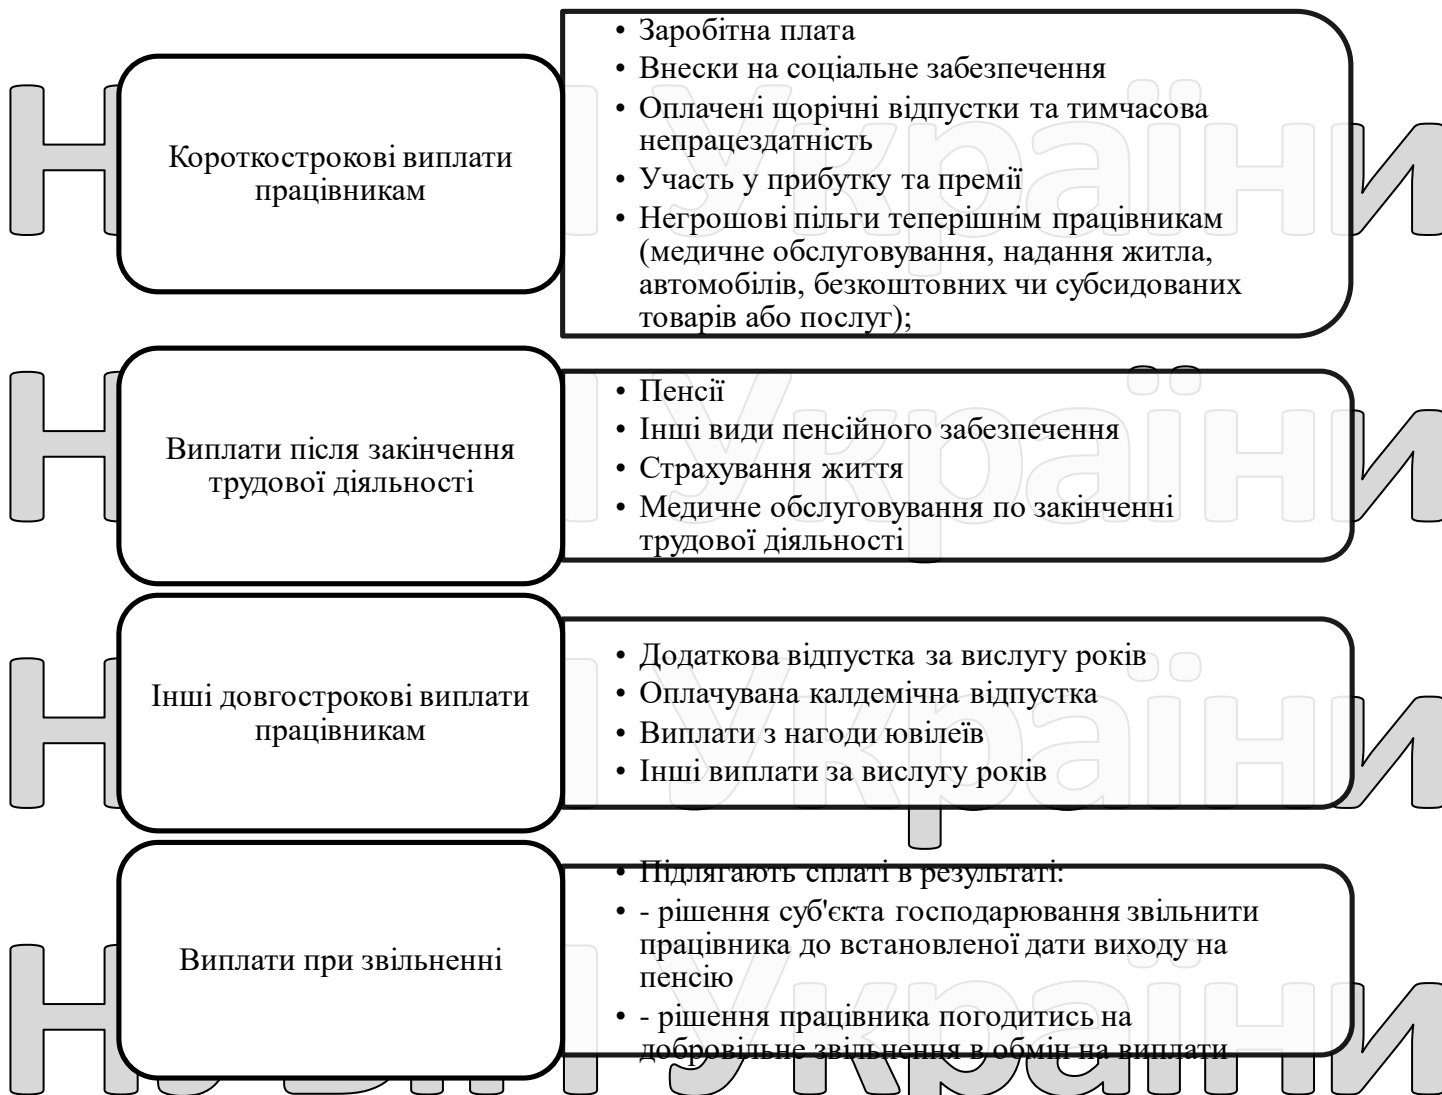 Короткострокові виплати
працівникам
• Заробітна плата
• Внески на соціальне забезпечення
• Оплачені щорічні відпустки та тимчасова
непрацездатність
• Участь у прибутку та премії
• Негрошові пільги теперішнім працівникам
(медичне обслуговування, надання житла,
автомобілів, безкоштовних чи субсидованих
товарів або послуг);
Виплати після закінчення
трудової діяльності
• Пенсії
• Інші види пенсійного забезпечення
• Страхування життя
• Медичне обслуговування по закінченні
трудової діяльності
Інші довгострокові виплати
працівникам
• Додаткова відпустка за вислугу років
• Оплачувана калдемічна відпустка
• Виплати з нагоди ювілеїв
• Інші виплати за вислугу років
Виплати при звільненні
• Підлягають сплаті в результаті:
• - рішення суб'єкта господарювання звільнити
працівника до встановленої дати виходу на
пенсію
• - рішення працівника погодитись на
добровільне звільнення в обмін на виплати